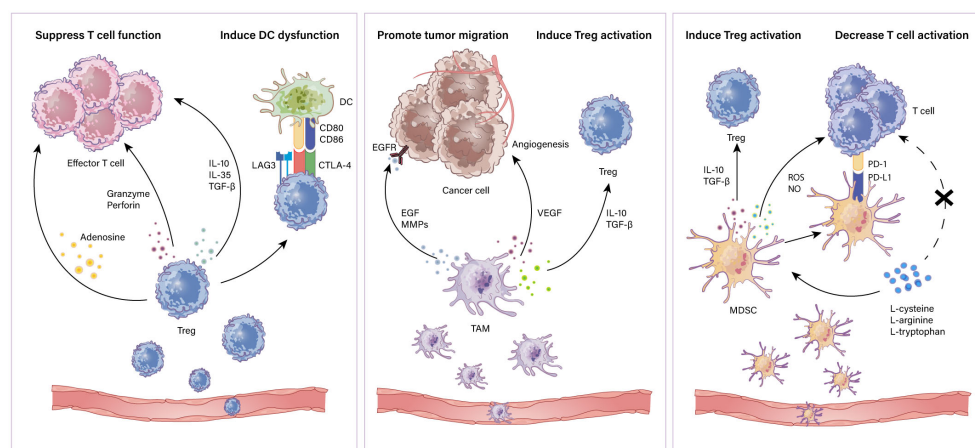 Suppress T cell function
Induce DC dysfunction
DC
CD80
CD86
LAG3
CTLA-4
Effector T cell
IL-10
IL-35
TGF-β
Granzyme
Perforin
Adenosine
Treg
Promote tumor migration
Induce Treg activation
EGFR
Angiogenesis
Cancer cell
Treg
EGF
MMPs
VEGF
IL-10
TGF-β
TAM
Induce Treg activation
Decrease T cell activation
T cell
Treg
IL-10
TGF-β
ROS
NO
PD-1
PD-L1
MDSC
L-cysteine
L-arginine
L-tryptophan